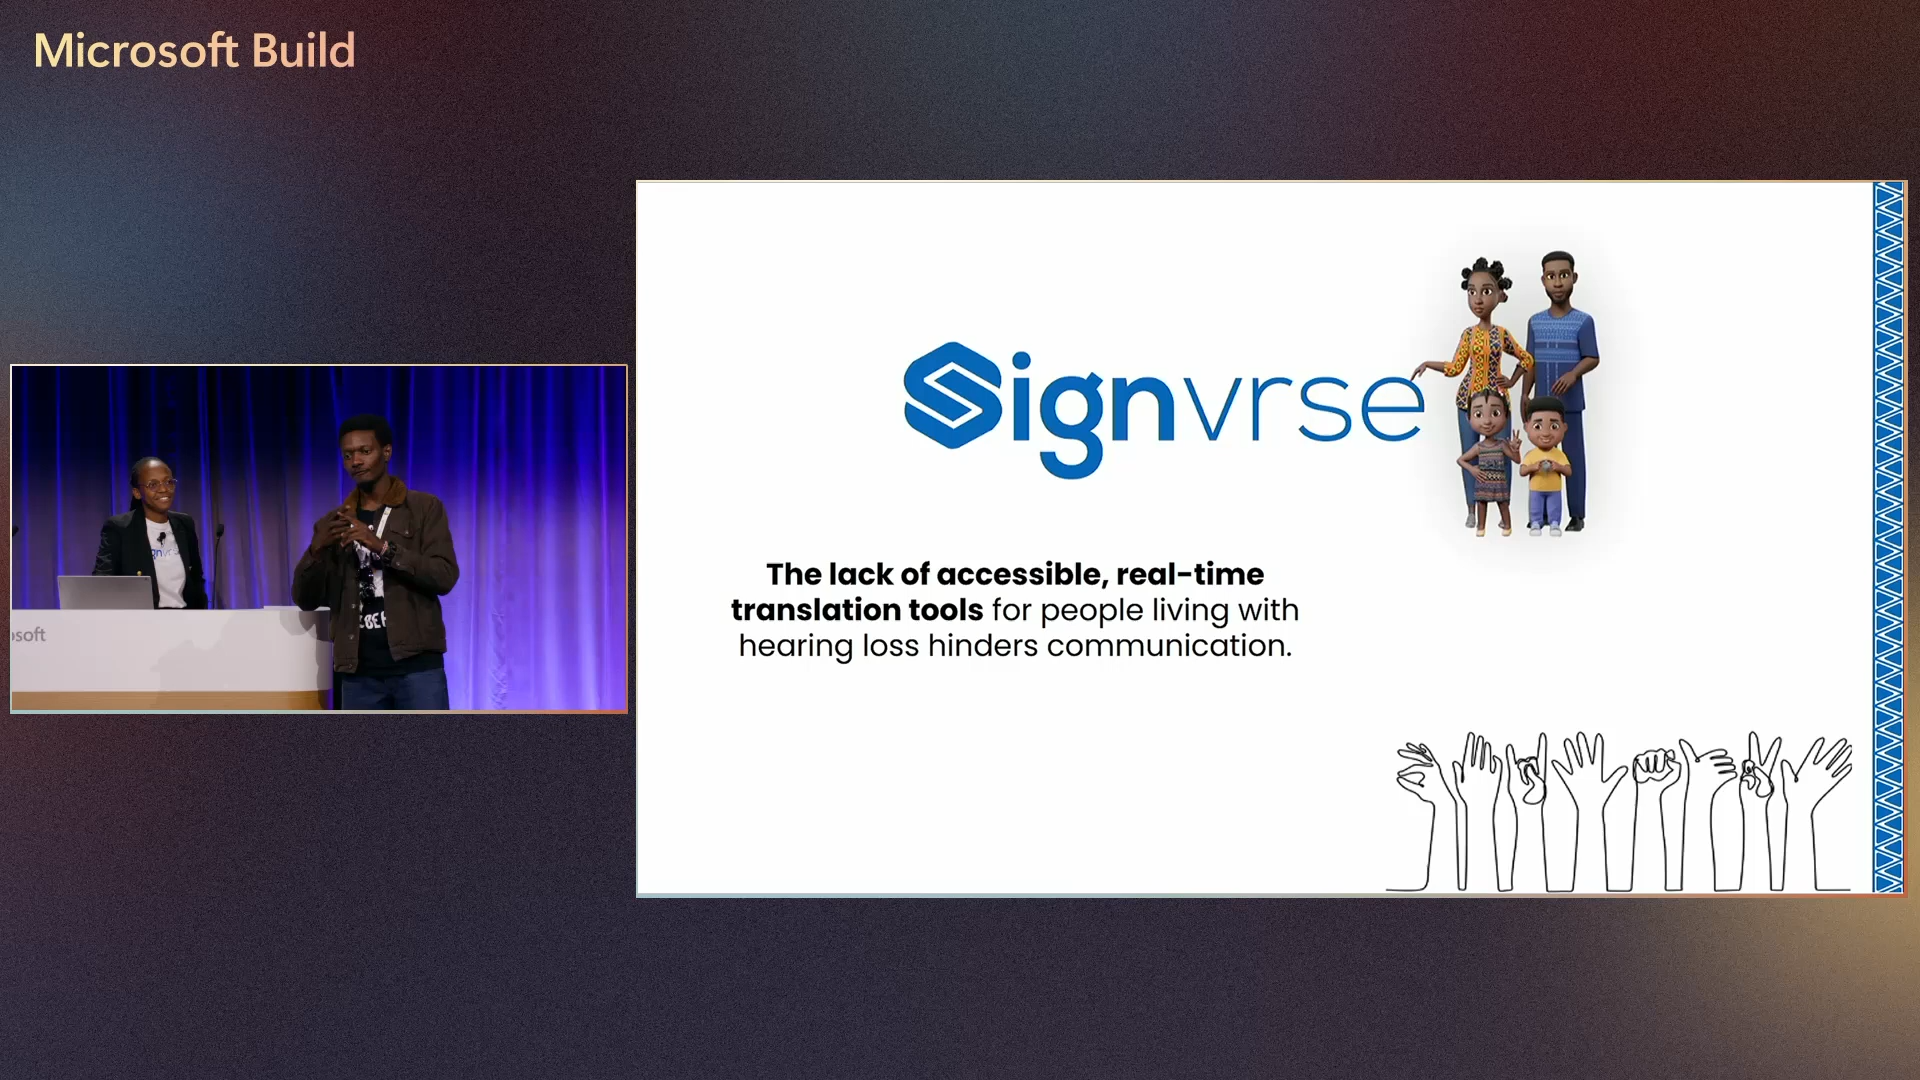 Microsoft Build
Signvrse
The lack of accessible, real-time
translation tools for people living with
hearing loss hinders communication.
osoft